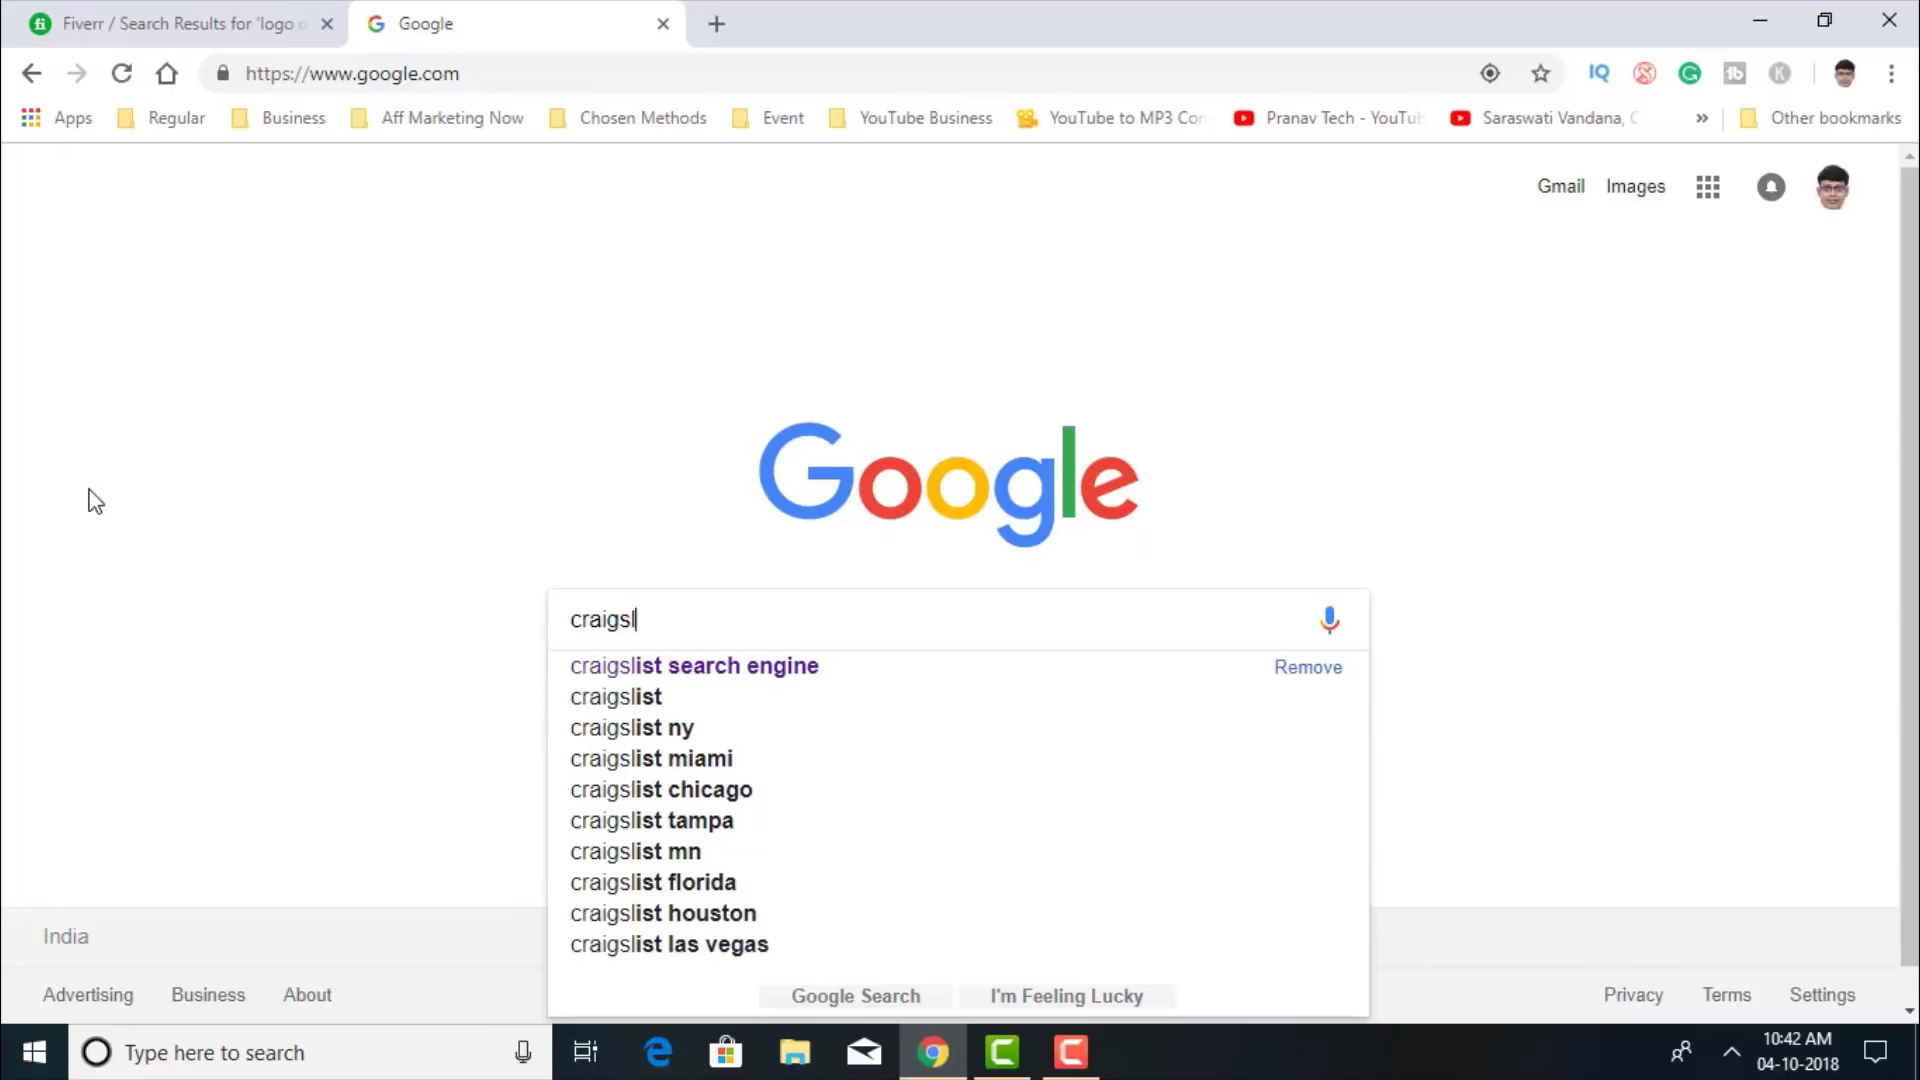 Fiverr / Search Results for 'logo
Google
https://www.google.com
Apps Regular Business Aff Marketing Now Chosen Methods Event YouTube Business YouTube to MP3 Con Pranav Tech - YouTu Saraswati Vandana, » Other bookmarks
Gmail Images
Google
craigsl
craigslist search engine Remove
craigslist
craigslist ny
craigslist miami
craigslist chicago
craigslist tampa
craigslist mn
craigslist florida
craigslist houston
craigslist las vegas
Google Search I'm Feeling Lucky
India
Advertising Business About Privacy Terms Settings
Type here to search
10:42 AM
04-10-2018